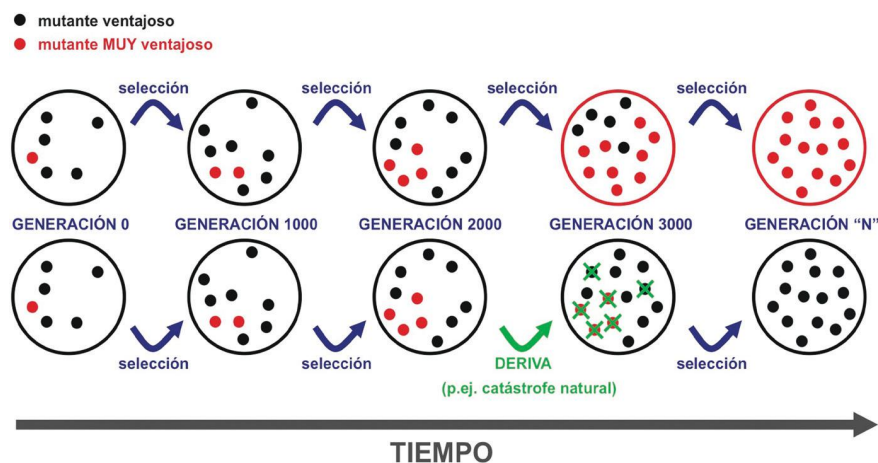 mutante ventajoso
mutante MUY ventajoso
selección
selección
selección
selección
GENERACIÓN 0
GENERACIÓN 1000
GENERACIÓN 2000
GENERACIÓN 3000
GENERACIÓN “N”
selección
selección
DERIVA
(p.ej. catástrofe natural)
selección
TIEMPO